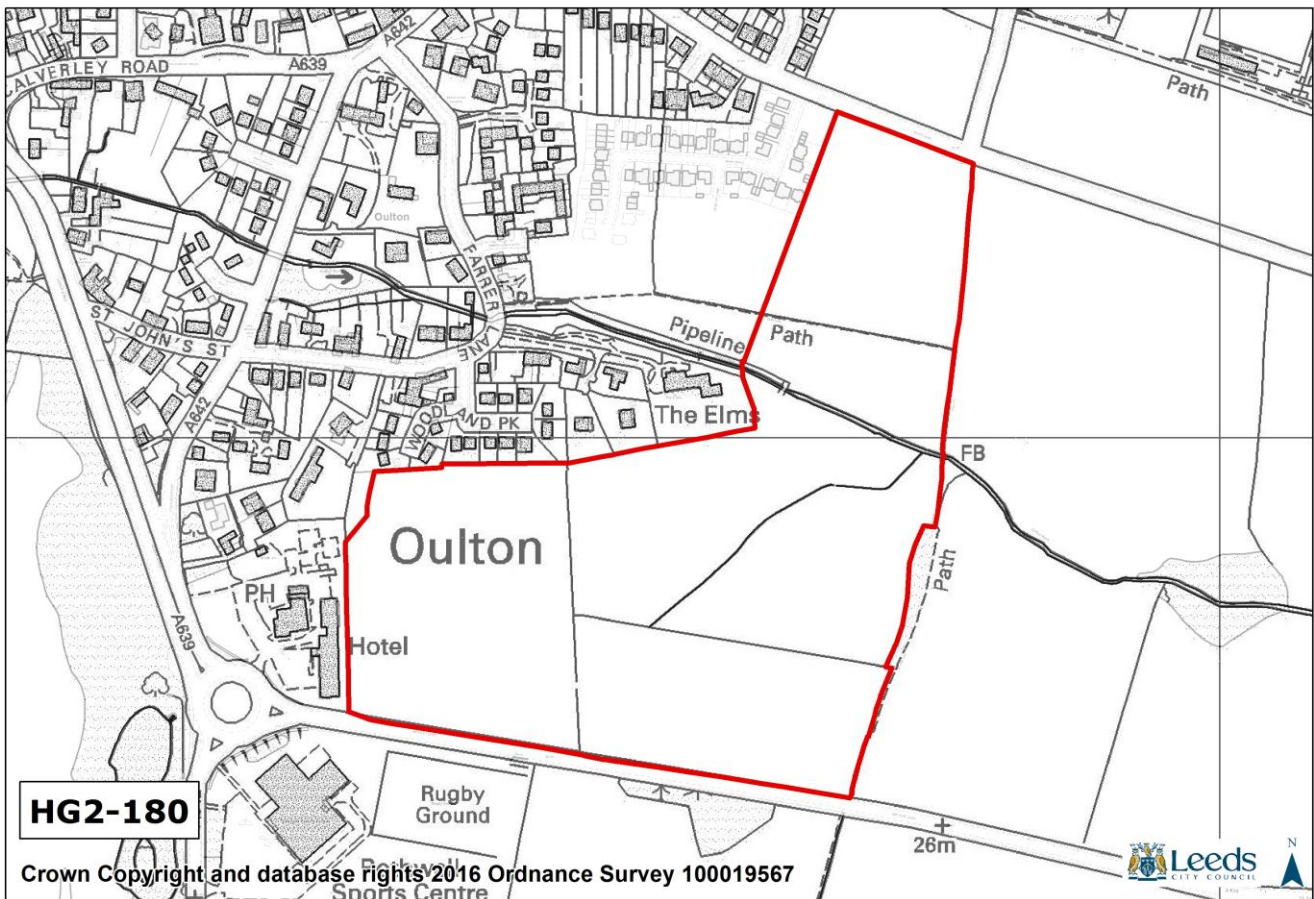 A642
CALVERLEY ROAD
A639
Path
Oulton
FARRER LANE
ST JOHN'S ST
Pipeline
Path
A642
WOODLAND PK
The Elms
FB
Oulton
Path
PH
A639
Hotel
HG2-180
Rugby
Ground
26m
Rothwell
Sports Centre
Crown Copyright and database rights 2016 Ordnance Survey 100019567
Leeds
CITY COUNCIL
N